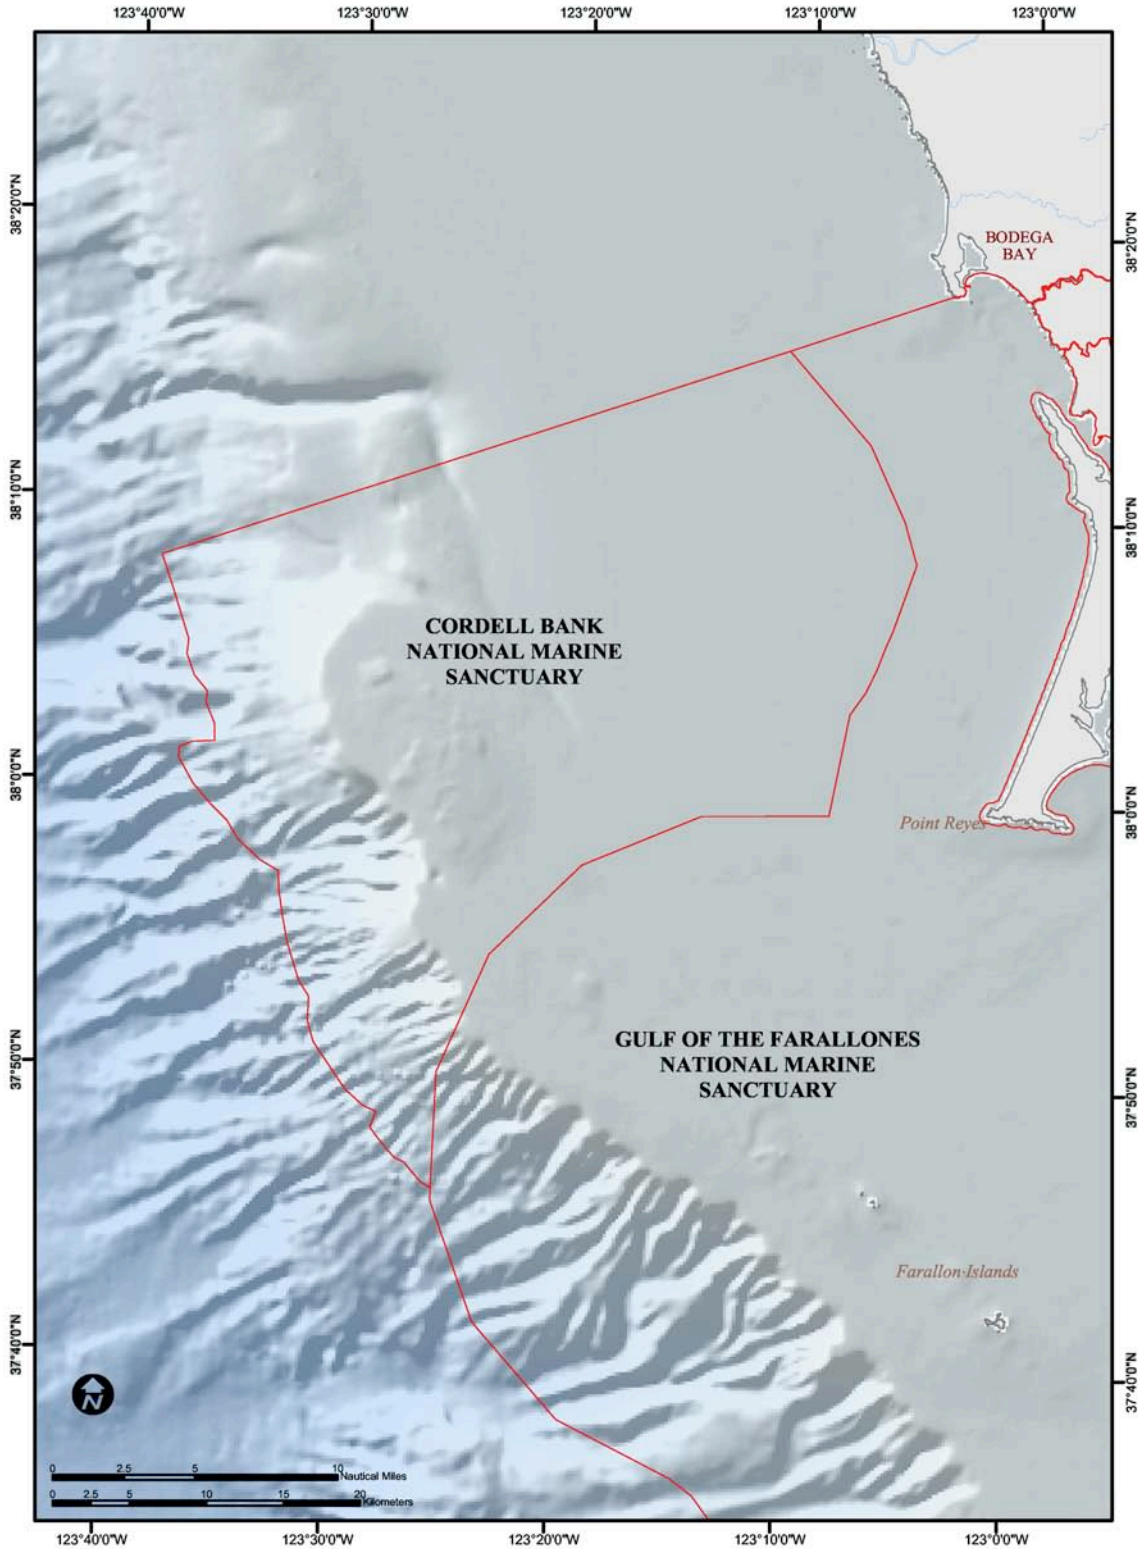 123°40'0"W 123°30'0"W 123°20'0"W 123°10'0"W 123°0'0"W
38°20'0"N
38°20'0"N
BODEGA
BAY
38°10'0"N
38°10'0"N
CORDELL BANK
NATIONAL MARINE
SANCTUARY
38°0'0"N
38°0'0"N
Point Reyes
GULF OF THE FARALLONES
NATIONAL MARINE
SANCTUARY
37°50'0"N
37°50'0"N
Farallon·Islands
37°40'0"N
37°40'0"N
N
0 2.5 5 10
Nautical Miles
0 2.5 5 10 15 20
Kilometers
123°40'0"W 123°30'0"W 123°20'0"W 123°10'0"W 123°0'0"W